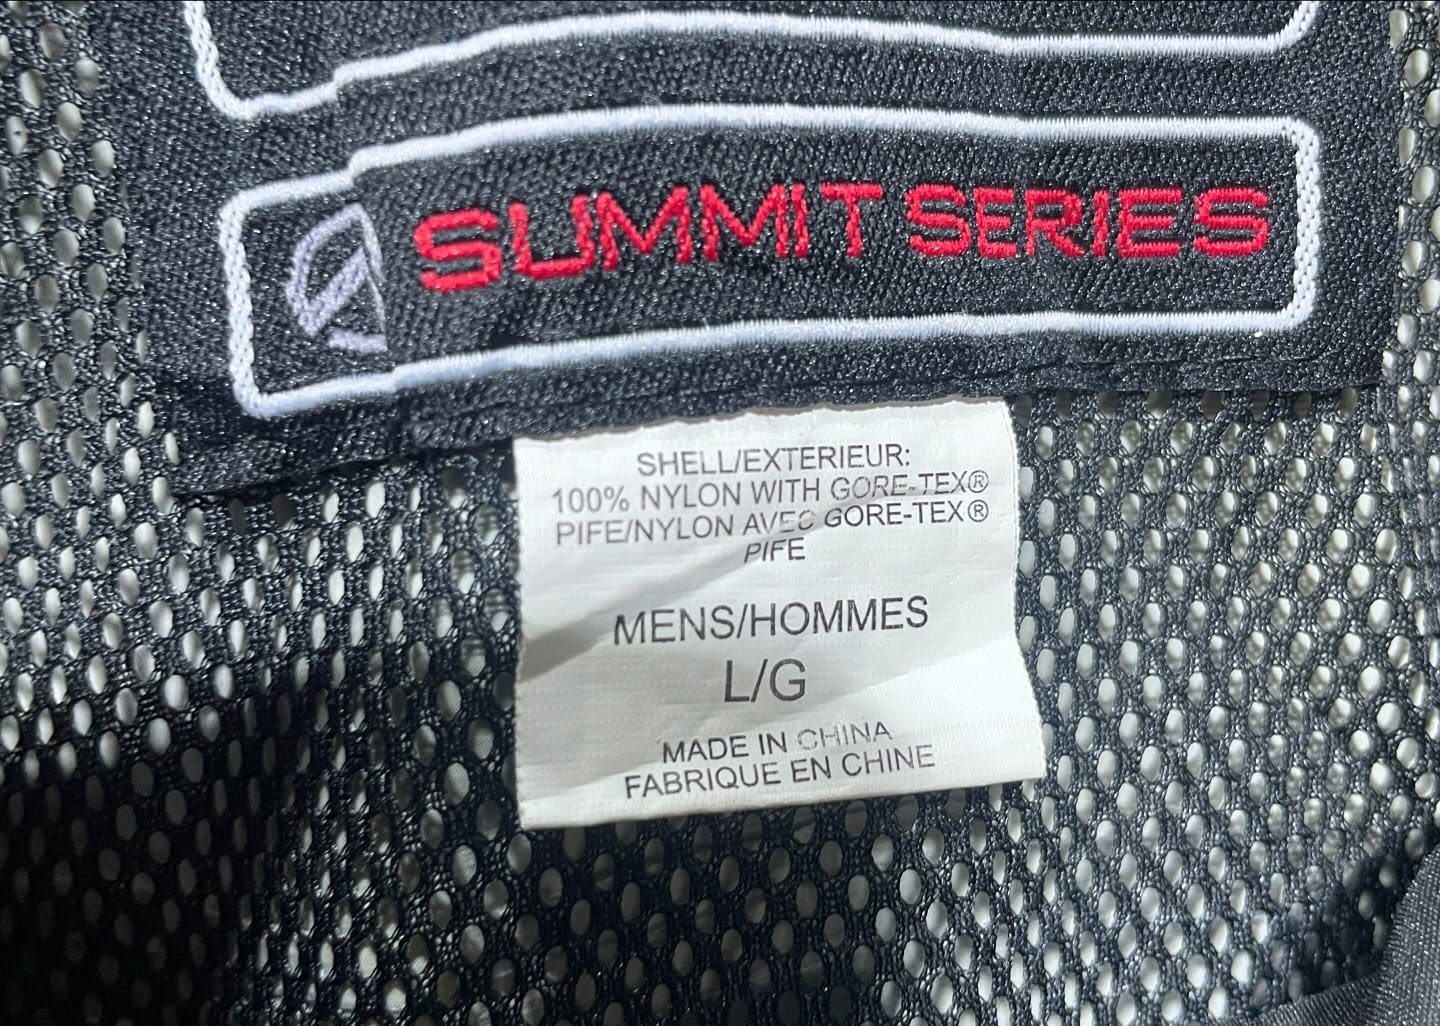 SUMMIT SERIES
SHELL/EXTERIEUR:
100% NYLON WITH GORE-TEX®
PIFE/NYLON AVEC GORE-TEX®
PIFE
MENS/HOMMES
L/G
MADE IN CHINA
FABRIQUE EN CHINE